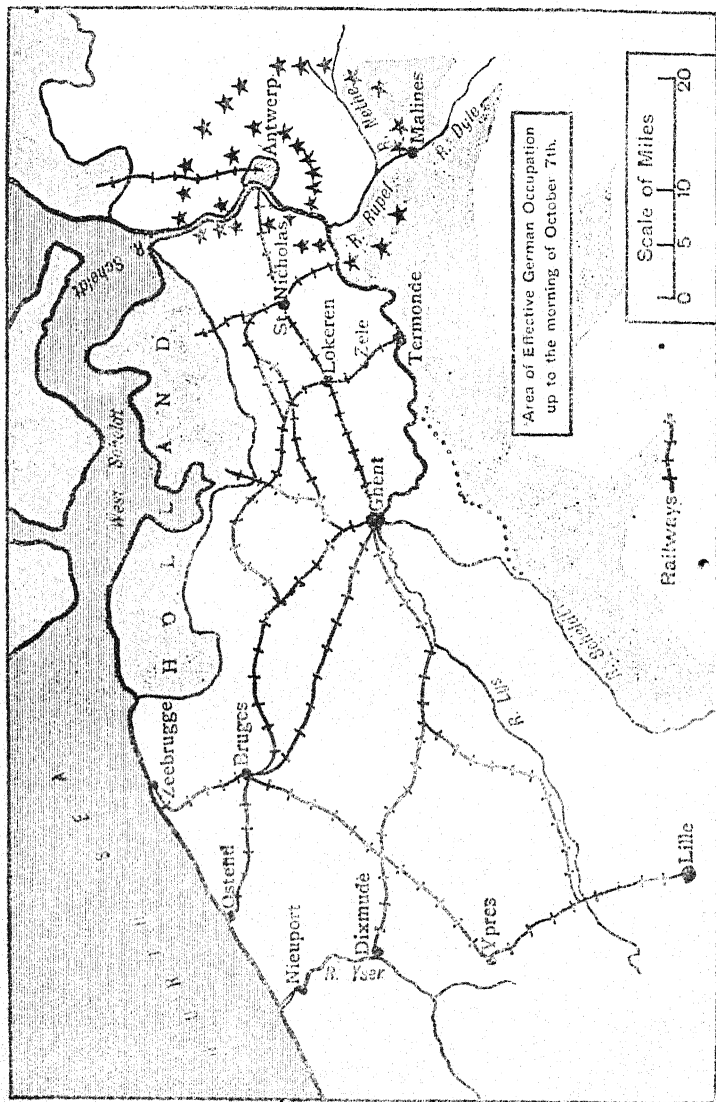 NORTH SEA
HOLLAND
West Scheldt
R. Scheldt
Zeebrugge
Ostend
Bruges
Nieuport
R. Yser
Dixmude
Ypres
Lille
R. Lys
R. Scheldt
Ghent
Lokeren
Zele
Termonde
St. Nicholas
Antwerp
R. Rupel
R. Nethe
Malines
R. Dyle
Area of Effective German Occupation
up to the morning of October 7th.
Railways
Scale of Miles
0 5 10 20